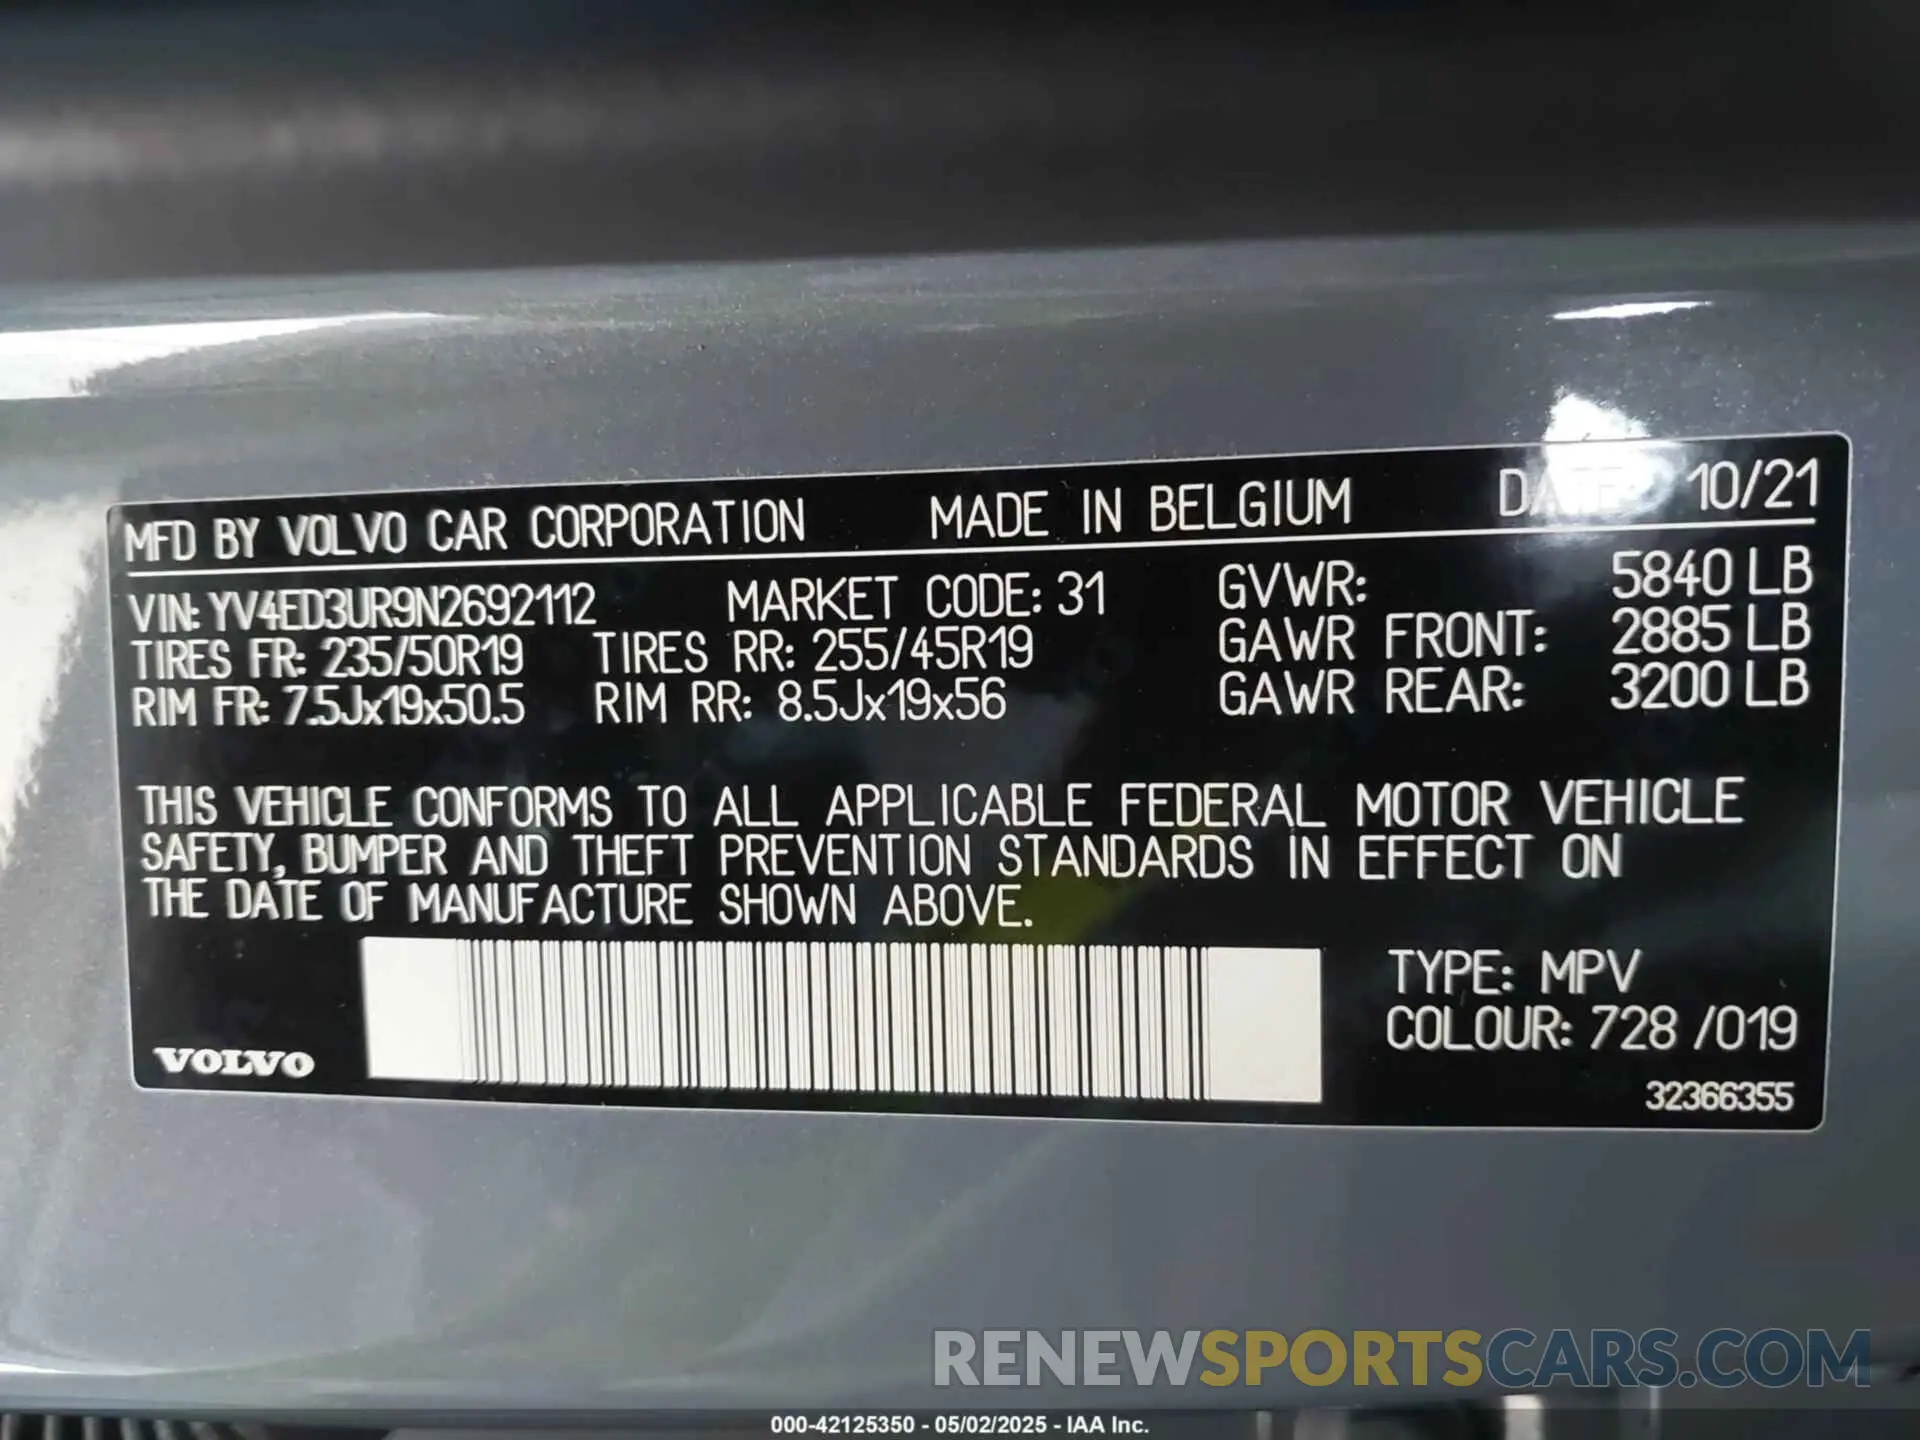 MFD BY VOLVO CAR CORPORATION MADE IN BELGIUM DATE: 10/21
VIN: YV4ED3UR9N2692112 MARKET CODE: 31 GVWR: 5840 LB
TIRES FR: 235/50R19 TIRES RR: 255/45R19 GAWR FRONT: 2885 LB
RIM FR: 7.5Jx19x50.5 RIM RR: 8.5Jx19x56 GAWR REAR: 3200 LB
THIS VEHICLE CONFORMS TO ALL APPLICABLE FEDERAL MOTOR VEHICLE
SAFETY, BUMPER AND THEFT PREVENTION STANDARDS IN EFFECT ON
THE DATE OF MANUFACTURE SHOWN ABOVE.
TYPE: MPV
COLOUR: 728 /019
VOLVO
32366355
RENEWSPORTSCARS.COM
000-42125350 - 05/02/2025 - IAA Inc.